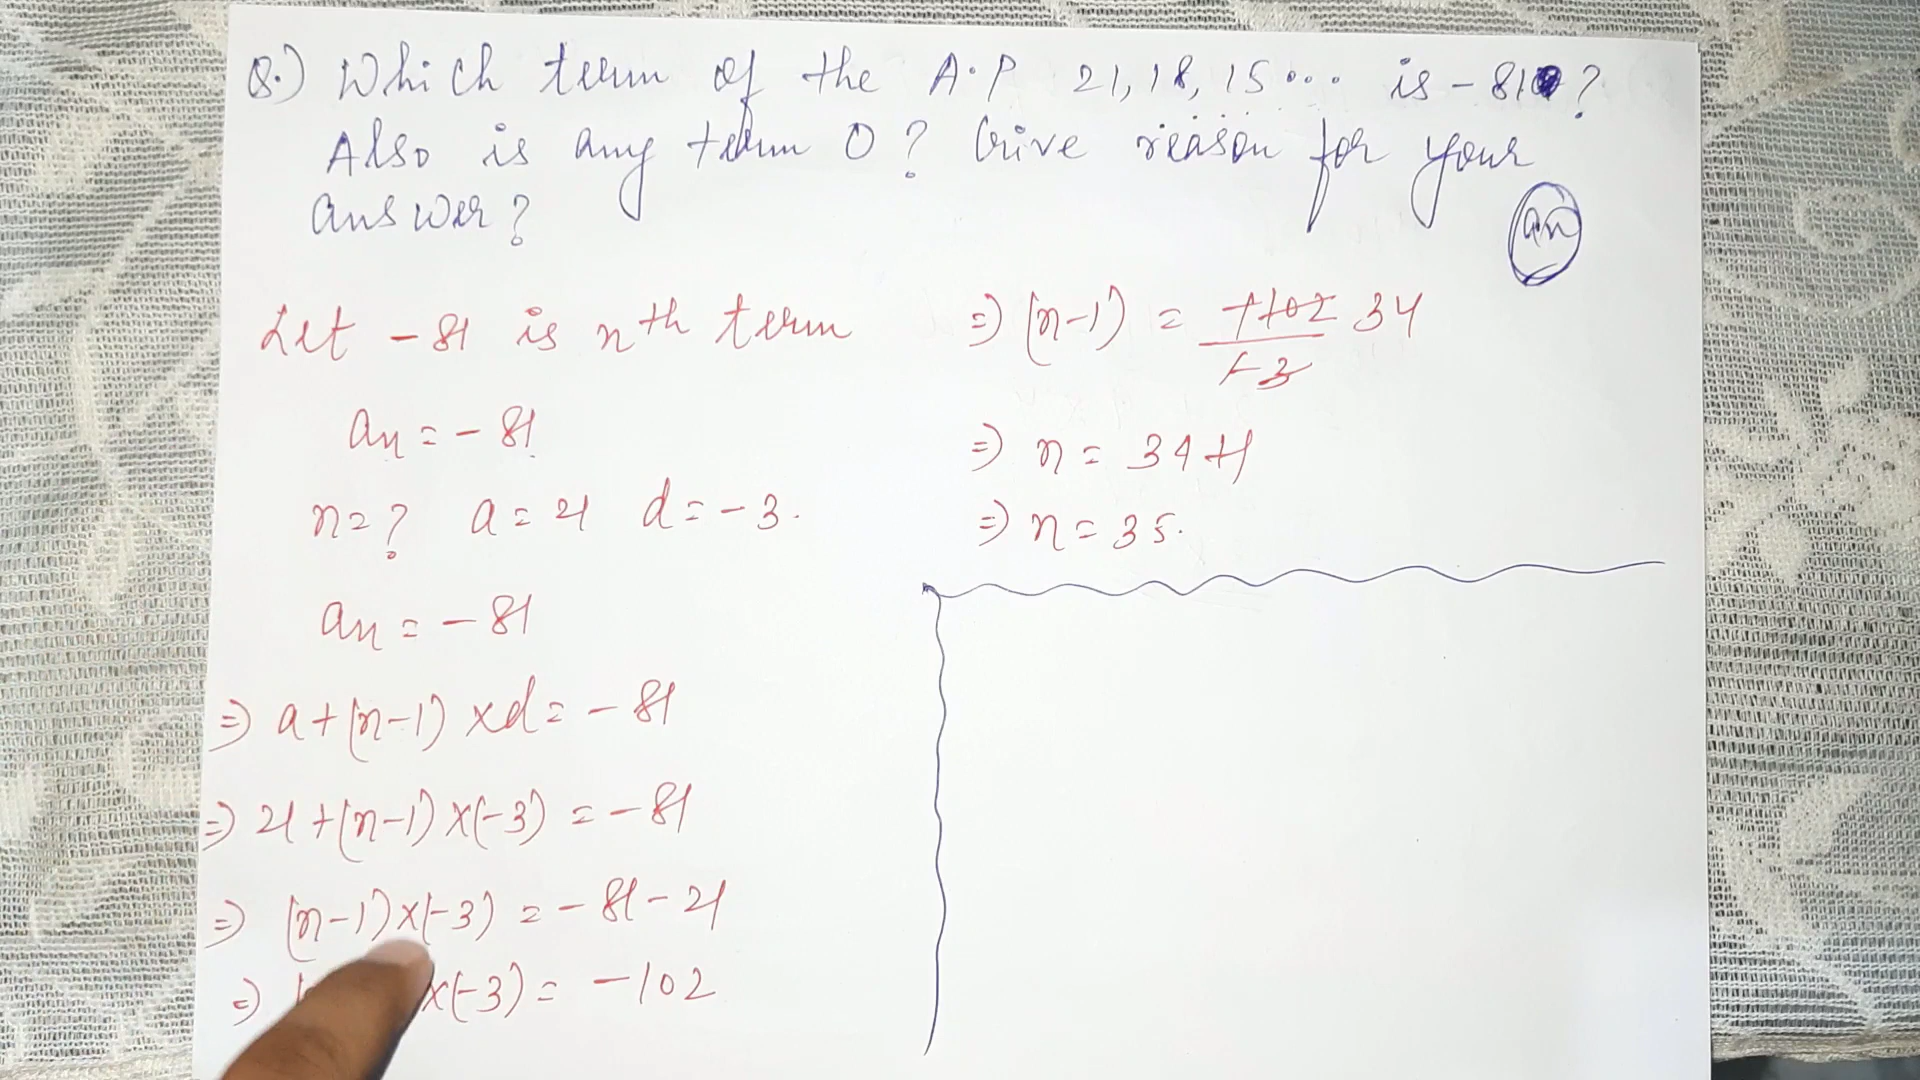 Q.) Which term of the A.P 21, 18, 15... is -81 ?
Also is any term 0 ? Give reason for your
answer ?
an
Let -81 is nth term
an = -81
n=? a = 21 d = -3.
an = -81
=) a+(n-1) xd = -81
=) 21 +(n-1) x(-3) = -81
=) (n-1)x(-3) = -81-21
=) x(-3) = -102
=) (n-1) = +102/-3 34
=) n = 34+1
=) n = 35.